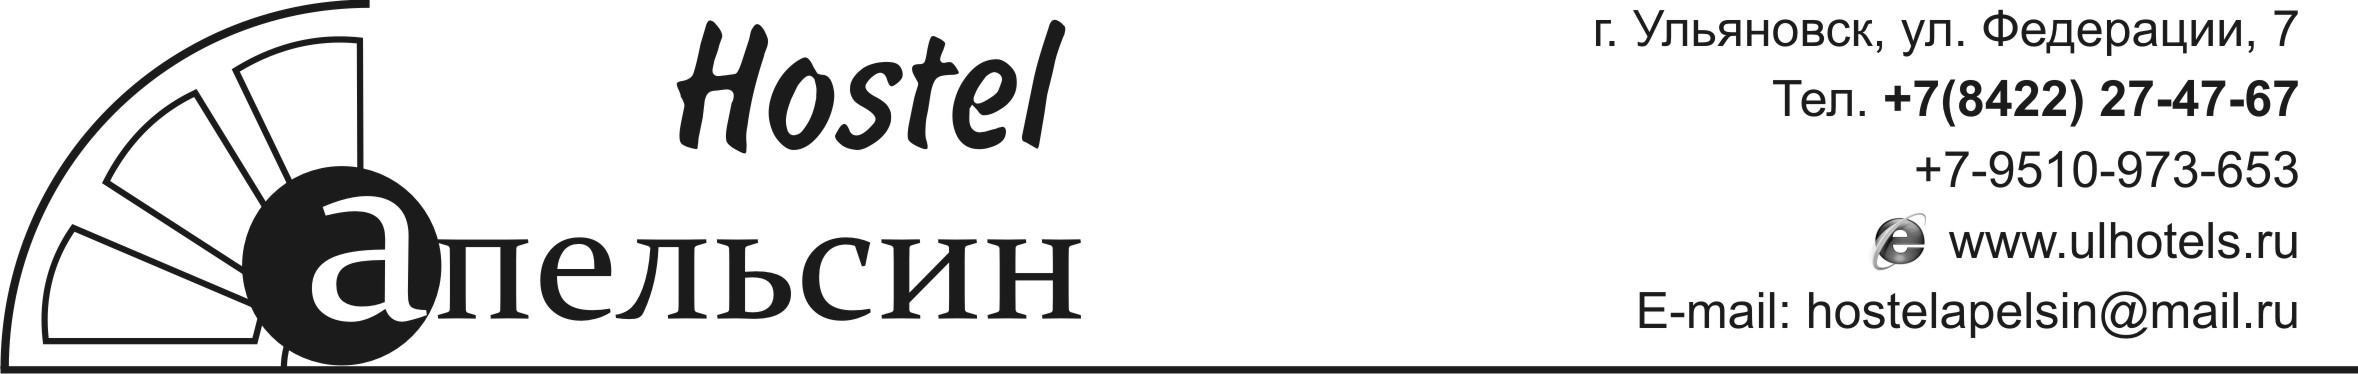 Hostel
апельсин
г. Ульяновск, ул. Федерации, 7
Тел. +7(8422) 27-47-67
+7-9510-973-653
www.ulhotels.ru
E-mail: hostelapelsin@mail.ru